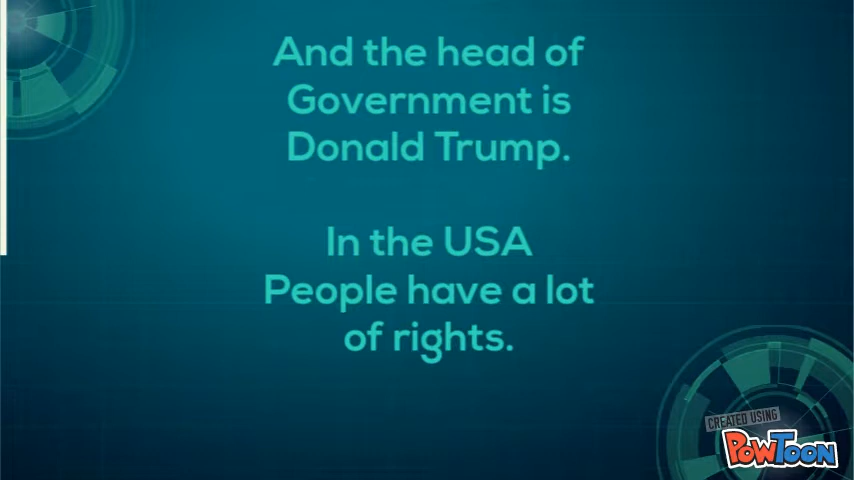 And the head of
Government is
Donald Trump.
In the USA
People have a lot
of rights.
CREATED USING
POWTOON